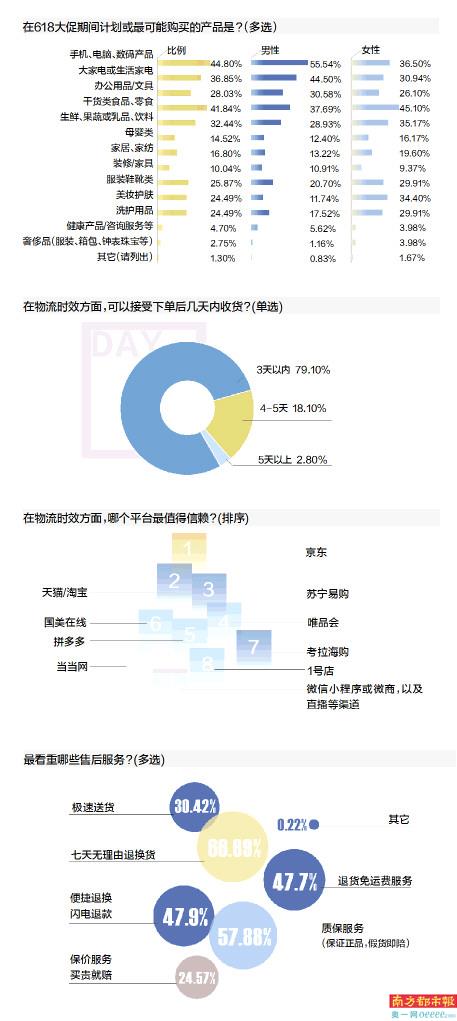 在618大促期间计划或最可能购买的产品是?(多选)
比例 男性 女性
手机、电脑、数码产品 44.80% 55.54% 36.50%
大家电或生活家电 36.85% 44.50% 30.94%
办公用品/文具 28.03% 30.58% 26.10%
干货类食品、零食 41.84% 37.69% 45.10%
生鲜、果蔬或乳品、饮料 32.44% 28.93% 35.17%
母婴类 14.52% 12.40% 16.17%
家居、家纺 16.80% 13.22% 19.60%
装修/家具 10.04% 10.91% 9.37%
服装鞋靴类 25.87% 20.70% 29.91%
美妆护肤 24.49% 11.74% 34.40%
洗护用品 24.49% 17.52% 29.91%
健康产品/咨询服务等 4.70% 5.62% 3.98%
奢侈品(服装、箱包、钟表珠宝等) 2.75% 1.16% 3.98%
其它(请列出) 1.30% 0.83% 1.67%
在物流时效方面,可以接受下单后几天内收货?(单选)
DAY
3天以内 79.10%
4-5天 18.10%
5天以上 2.80%
在物流时效方面,哪个平台最值得信赖?(排序)
1 京东
天猫/淘宝 2
3 苏宁易购
4 唯品会
国美在线 6
拼多多 5
7 考拉海购
当当网
8 1号店
微信小程序或微商,以及
直播等渠道
最看重哪些售后服务?(多选)
极速送货 30.42%
0.22% 其它
七天无理由退换货 66.69%
47.7% 退货免运费服务
便捷退换
闪电退款 47.9%
57.88% 质保服务
(保证正品,假货即赔)
保价服务
买贵就赔 24.57%
南方都市报
奥一网oeeee.com